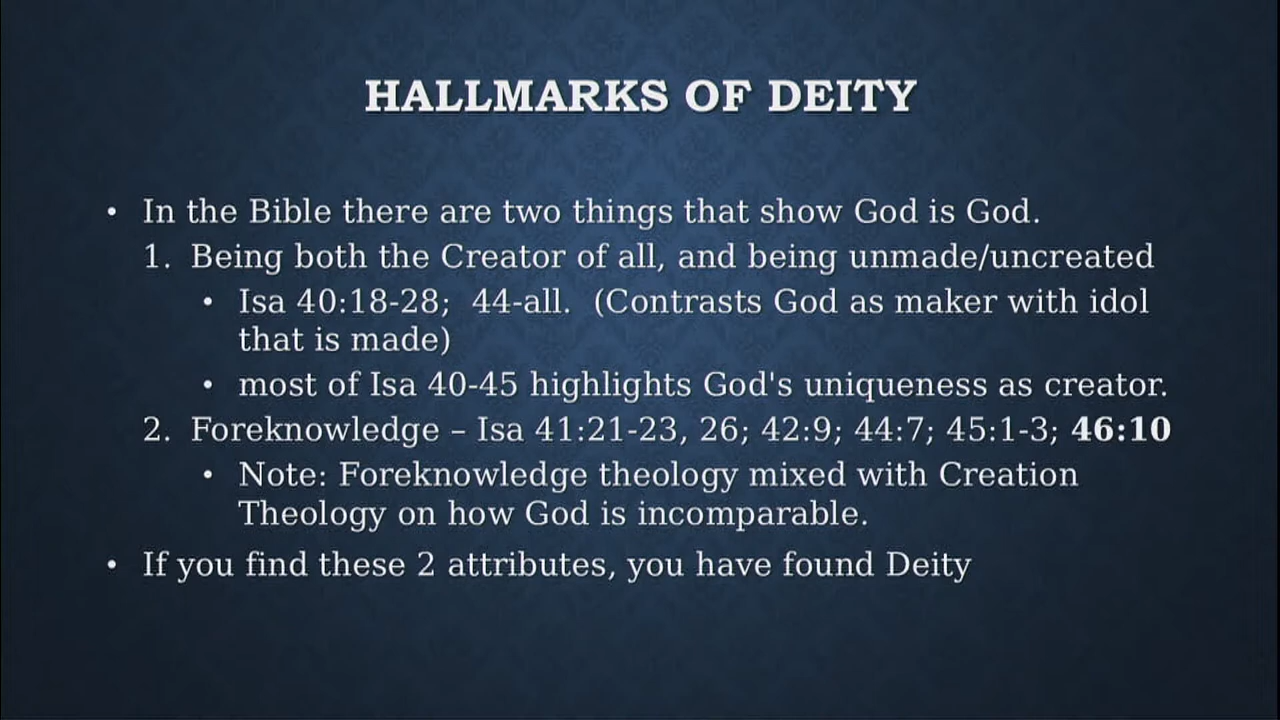 HALLMARKS OF DEITY
• In the Bible there are two things that show God is God.
1. Being both the Creator of all, and being unmade/uncreated
• Isa 40:18-28;  44-all.  (Contrasts God as maker with idol
that is made)
• most of Isa 40-45 highlights God's uniqueness as creator.
2. Foreknowledge – Isa 41:21-23, 26; 42:9; 44:7; 45:1-3; 46:10
• Note: Foreknowledge theology mixed with Creation
Theology on how God is incomparable.
• If you find these 2 attributes, you have found Deity